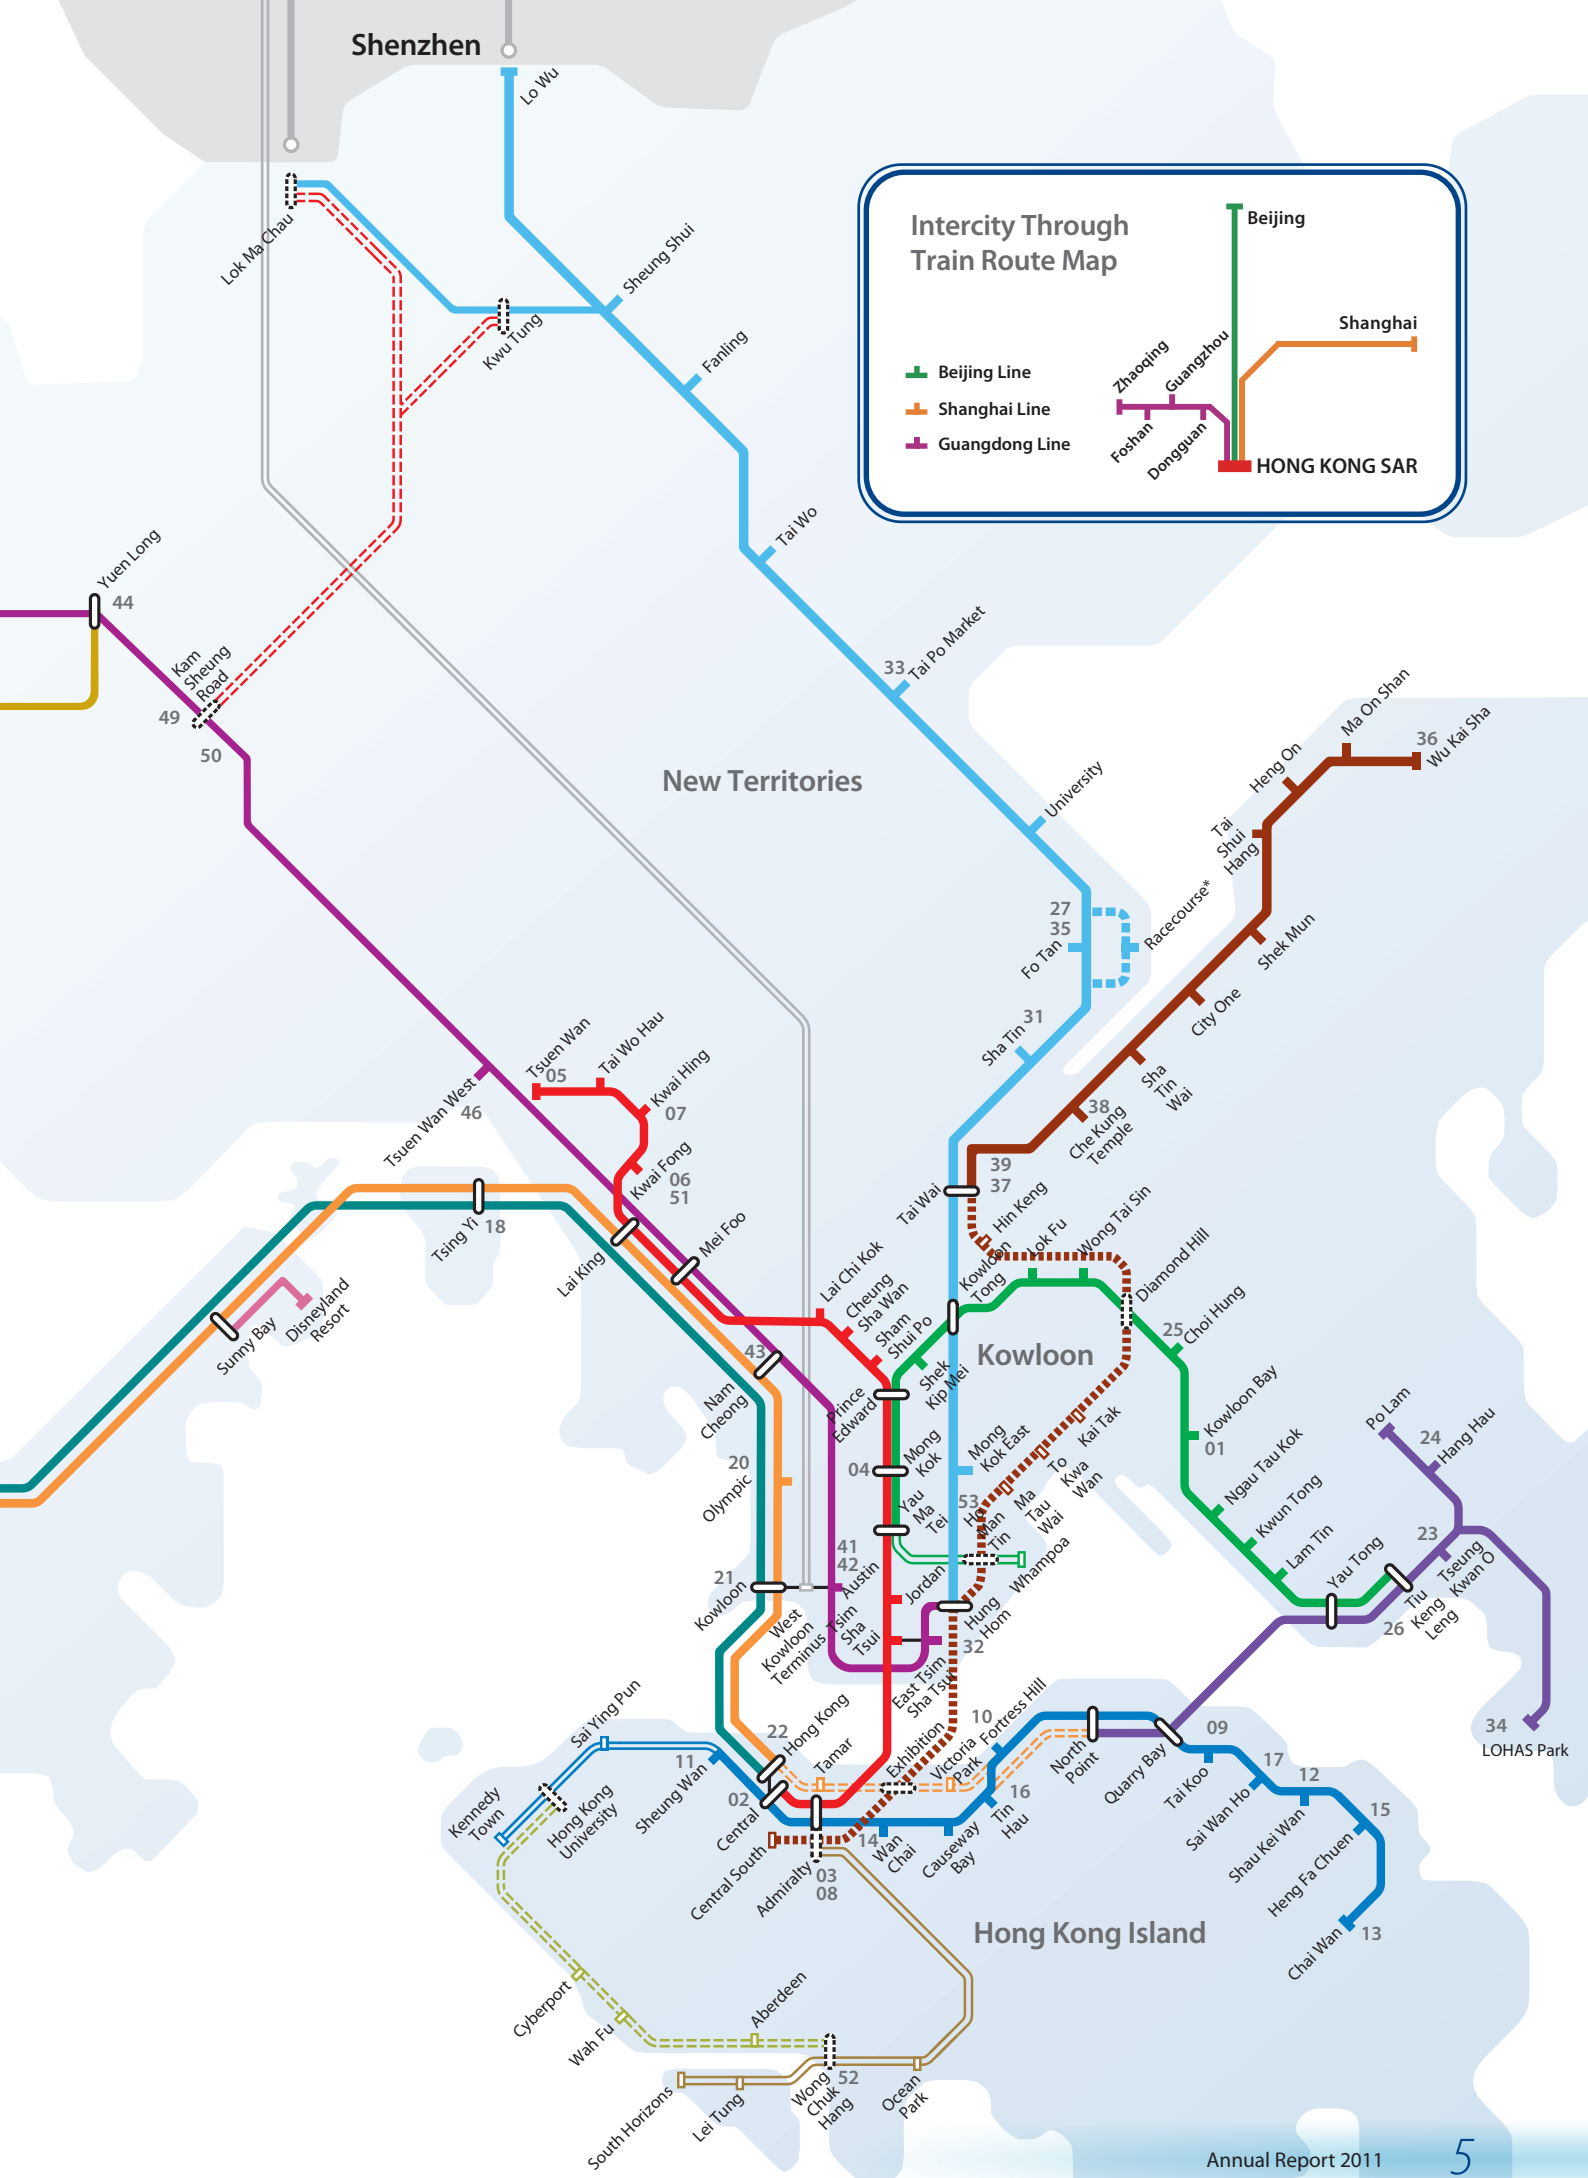 Shenzhen
Lo Wu
Lok Ma Chau
Sheung Shui
Kwu Tung
Fanling
Intercity Through
Train Route Map
Beijing
Shanghai
Zhaoqing
Guangzhou
Foshan
Dongguan
HONG KONG SAR
Beijing Line
Shanghai Line
Guangdong Line
Tai Wo
Yuen Long
44
Kam
Sheung
Road
49
50
33
Tai Po Market
New Territories
University
Ma On Shan
36
Wu Kai Sha
Heng On
Tai
Shui
Hang
27
35
Fo Tan
Racecourse*
Shek Mun
City One
Sha Tin
31
Sha
Tin
Wai
38
Che Kung
Temple
39
37
Tai Wai
Tsuen Wan
05
Tai Wo Hau
Kwai Hing
07
Tsuen Wan West
46
Kwai Fong
06
51
Tsing Yi
18
Lai King
Mei Foo
Sunny Bay
Disneyland
Resort
Lai Chi Kok
Cheung
Sha Wan
Sham
Shui Po
Hin Keng
Kowloon
Tong
Lok Fu
Wong Tai Sin
Diamond Hill
25
Choi Hung
Kowloon
Shek
Kip Mei
43
Nam
Cheong
Prince
Edward
Kowloon Bay
01
Po Lam
24
Hang Hau
20
Olympic
04
Mong
Kok
Mong
Kok East
Kai Tak
To
Kwa
Wan
Ma
Tau
Wai
Ngau Tau Kok
Kwun Tong
Lam Tin
Yau
Ma
Tei
53
Ho
Man
Tin
Whampoa
Yau Tong
23
Tseung
Kwan O
Tiu
Keng
Leng
26
41
42
Austin
21
Kowloon
West
Kowloon
Terminus
Jordan
Tsim
Sha
Tsui
Hung
Hom
32
East Tsim
Sha Tsui
34
LOHAS Park
Sai Ying Pun
22
Hong Kong
Tamar
Exhibition
10
Fortress Hill
Victoria
Park
North
Point
Quarry Bay
09
Tai Koo
17
Sai Wan Ho
12
Shau Kei Wan
15
Heng Fa Chuen
Chai Wan
13
Kennedy
Town
Hong Kong
University
11
Sheung Wan
02
Central
Central South
Admiralty
03
08
14
Wan
Chai
Causeway
Bay
16
Tin
Hau
Hong Kong Island
Cyberport
Wah Fu
Aberdeen
South Horizons
Lei Tung
Wong
Chuk
Hang
52
Ocean
Park
Annual Report 2011
5